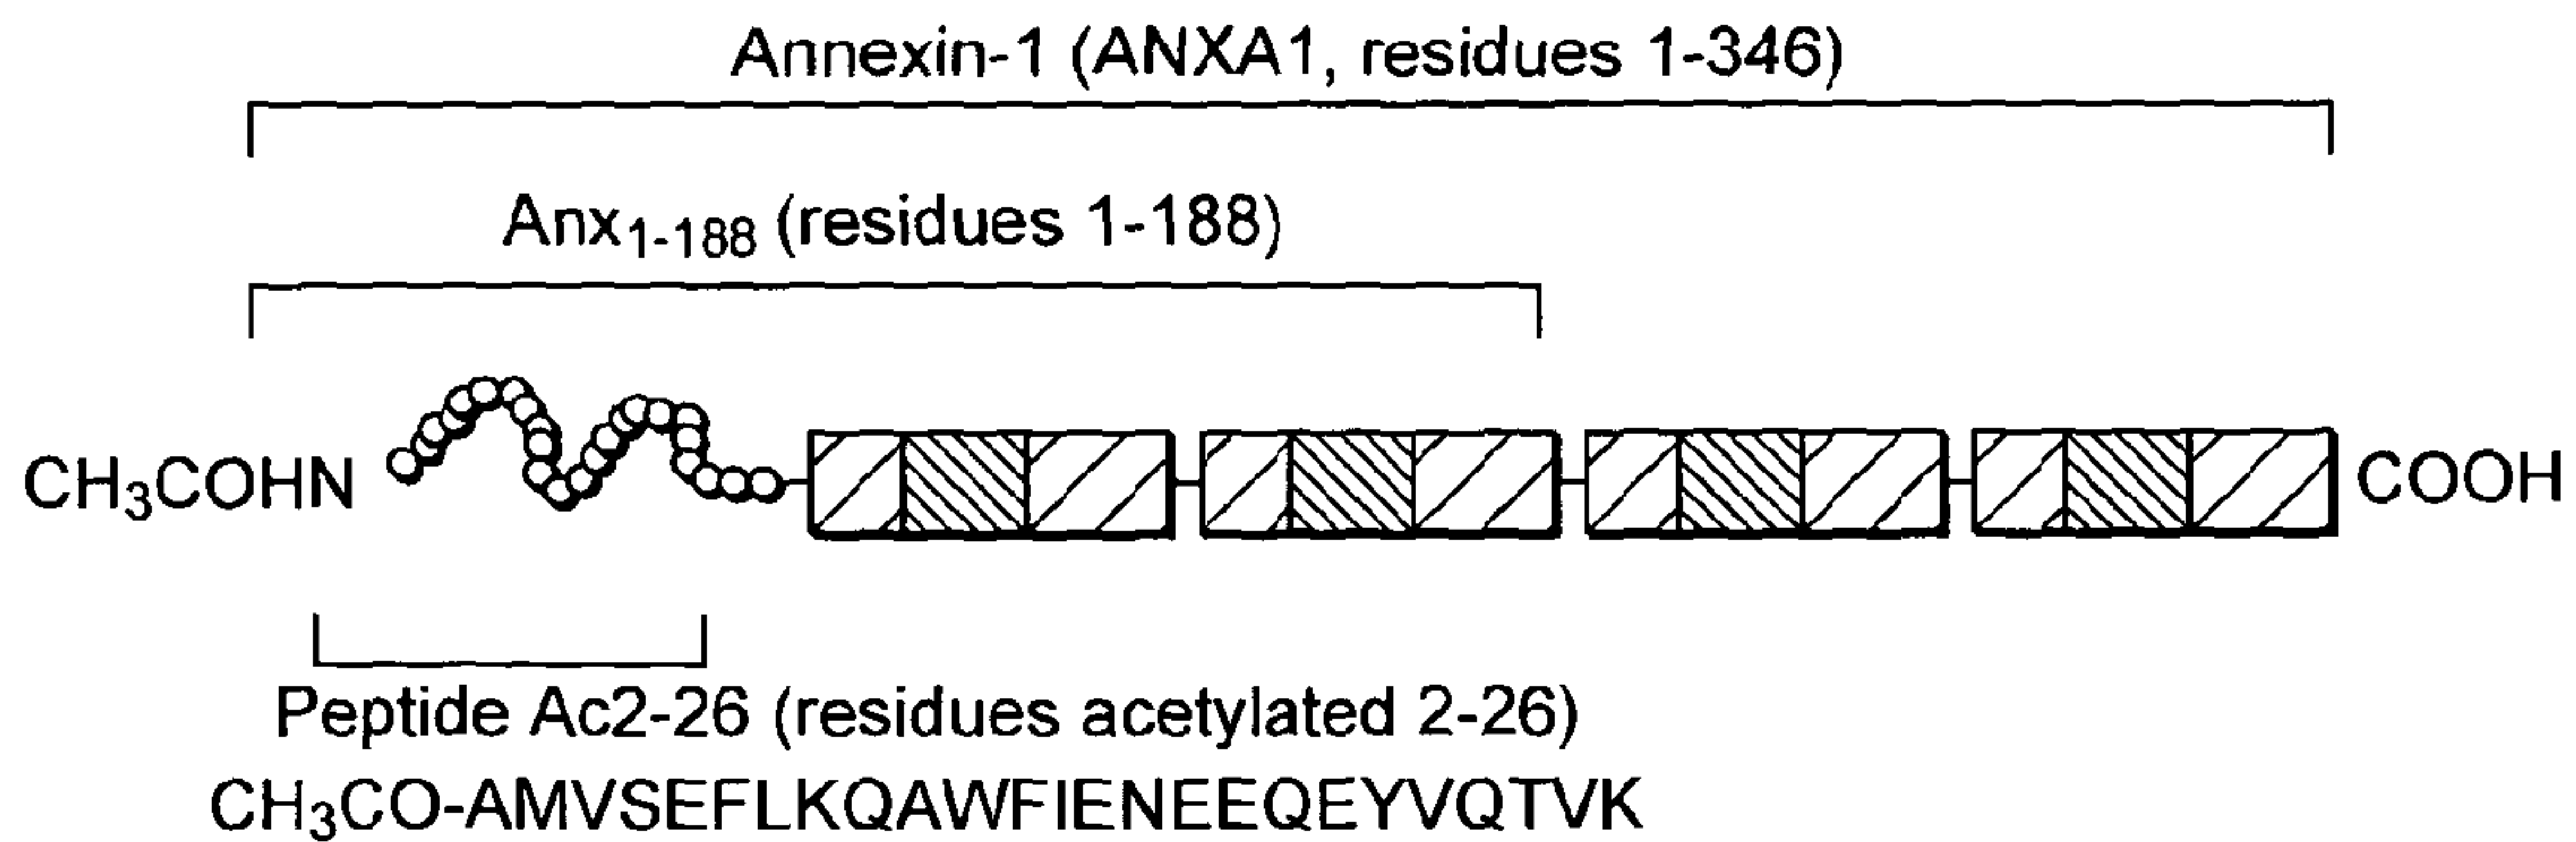 Annexin-1 (ANXA1, residues 1-346)
Anx1-188 (residues 1-188)
CH3COHN COOH
Peptide Ac2-26 (residues acetylated 2-26)
CH3CO-AMVSEFLKQAWFIENEEQEYVQTVK